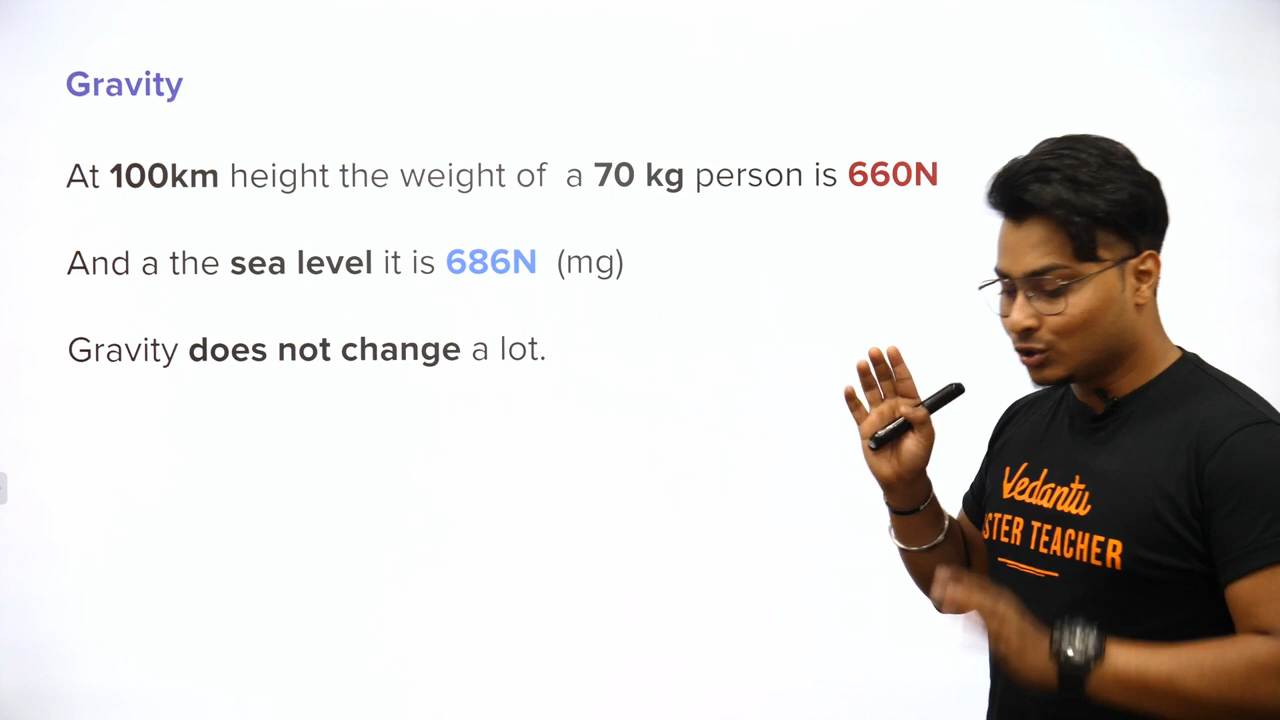 Gravity
At 100km height the weight of a 70 kg person is 660N
And a the sea level it is 686N (mg)
Gravity does not change a lot.
Vedantu
STER TEACHER